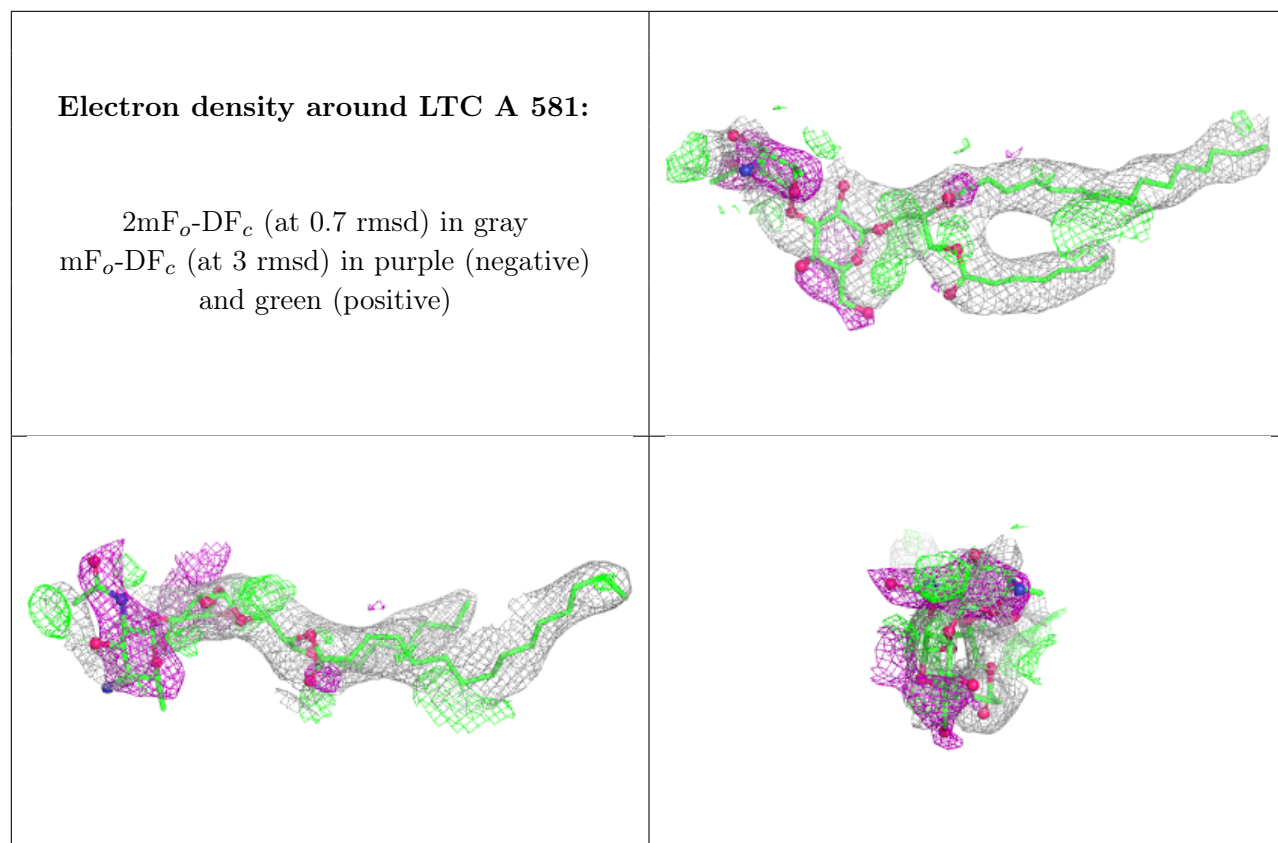 Electron density around LTC A 581:
2mFo-DFc (at 0.7 rmsd) in gray
mFo-DFc (at 3 rmsd) in purple (negative)
and green (positive)